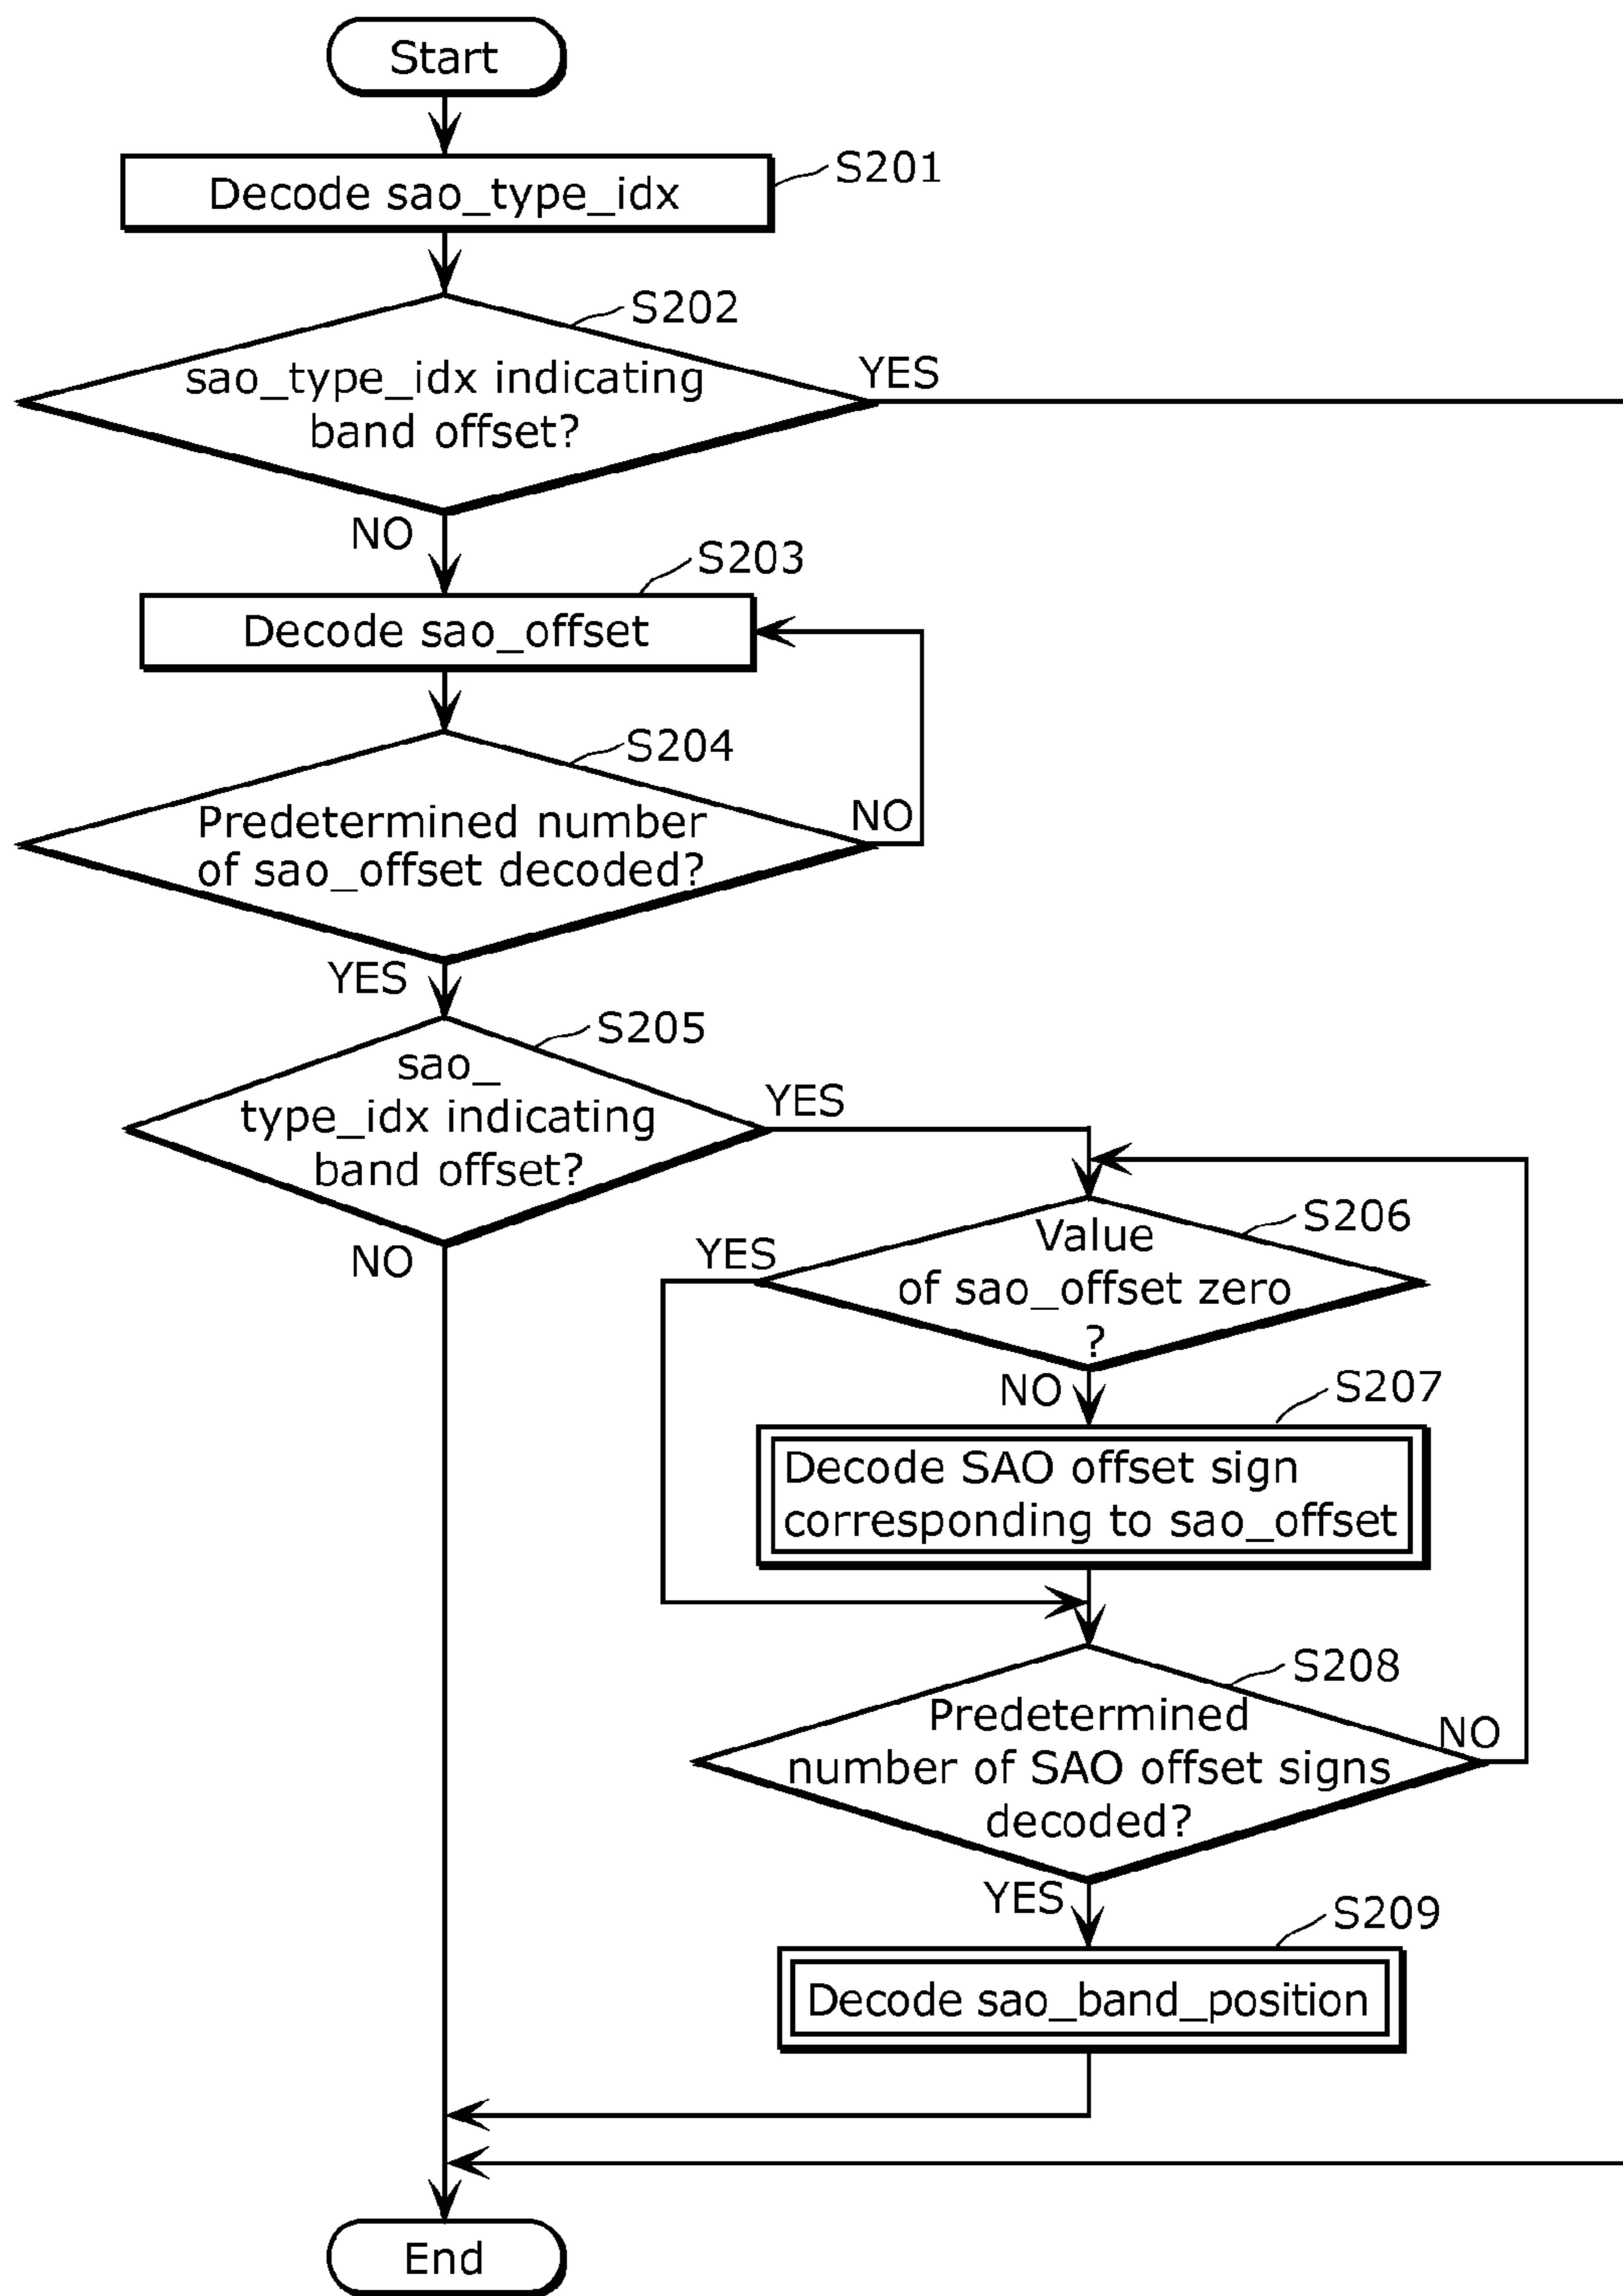 Start
S201
Decode sao_type_idx
S202
sao_type_idx indicating
band offset?
YES
NO
S203
Decode sao_offset
S204
Predetermined number
of sao_offset decoded?
NO
YES
S205
sao_
type_idx indicating
band offset?
YES
NO
S206
Value
of sao_offset zero
?
YES
NO
S207
Decode SAO offset sign
corresponding to sao_offset
S208
Predetermined
number of SAO offset signs
decoded?
NO
YES
S209
Decode sao_band_position
End